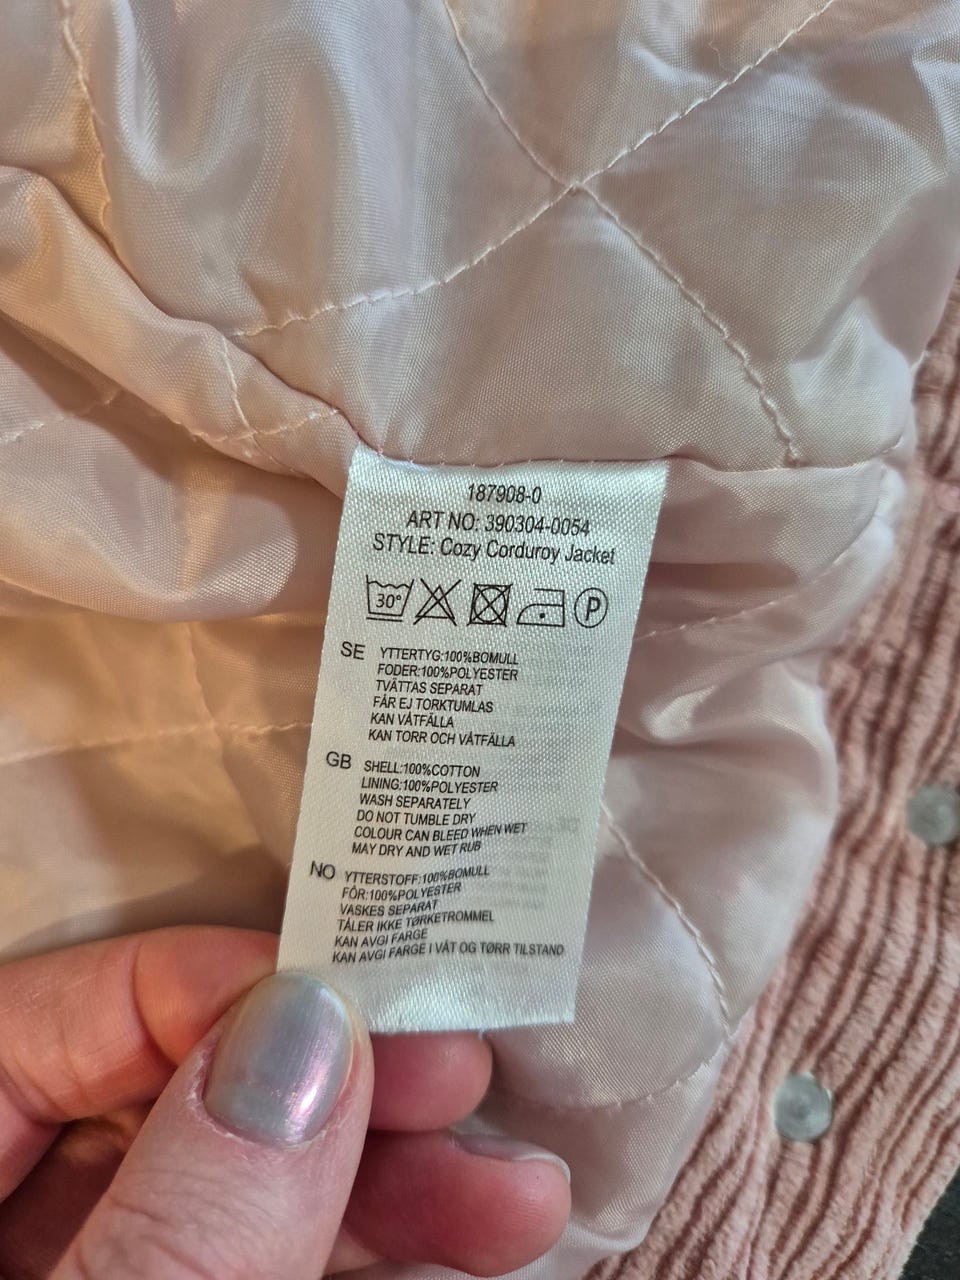 187908-0
ART NO: 390304-0054
STYLE: Cozy Corduroy Jacket
30° P
SE YTTERTYG:100%BOMULL
FODER:100%POLYESTER
TVÄTTAS SEPARAT
FÅR EJ TORKTUMLAS
KAN VÅTFÄLLA
KAN TORR OCH VÅTFÄLLA
GB SHELL:100%COTTON
LINING:100%POLYESTER
WASH SEPARATELY
DO NOT TUMBLE DRY
COLOUR CAN BLEED WHEN WET
MAY DRY AND WET RUB
NO YTTERSTOFF:100%BOMULL
FÔR:100%POLYESTER
VASKES SEPARAT
TÅLER IKKE TØRKETROMMEL
KAN AVGI FARGE
KAN AVGI FARGE I VÅT OG TØRR TILSTAND